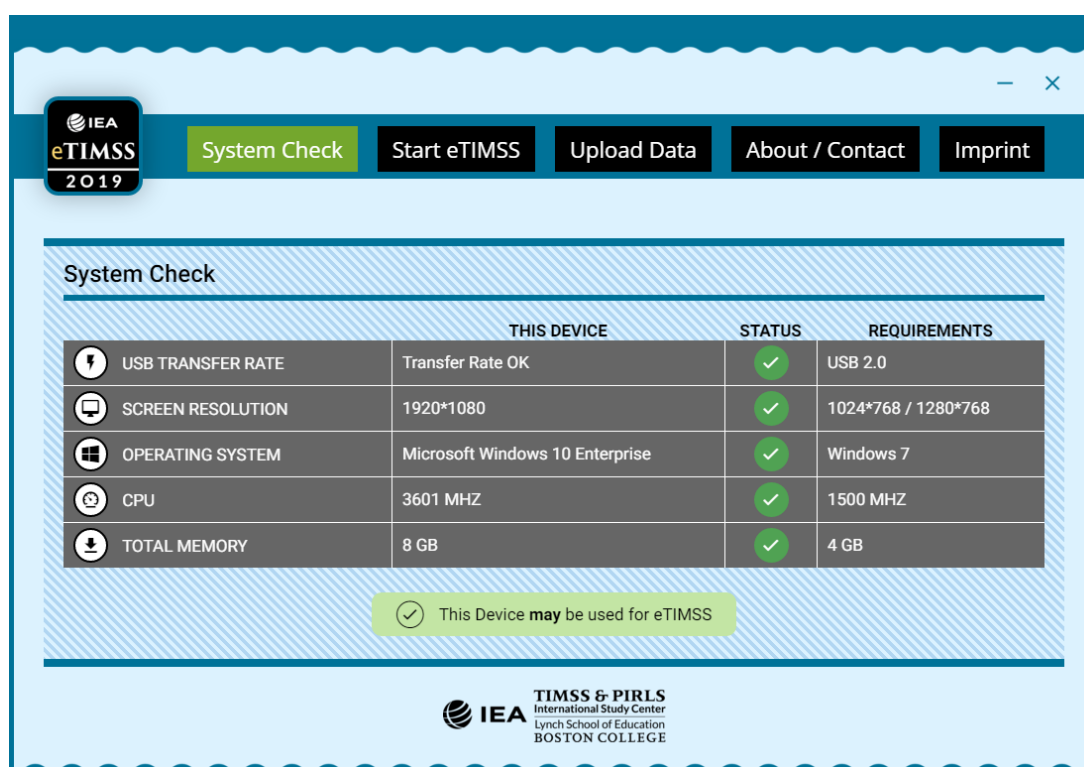 IEA
eTIMSS
2019
System Check
Start eTIMSS
Upload Data
About / Contact
Imprint
System Check
THIS DEVICE STATUS REQUIREMENTS
USB TRANSFER RATE Transfer Rate OK USB 2.0
SCREEN RESOLUTION 1920*1080 1024*768 / 1280*768
OPERATING SYSTEM Microsoft Windows 10 Enterprise Windows 7
CPU 3601 MHZ 1500 MHZ
TOTAL MEMORY 8 GB 4 GB
This Device may be used for eTIMSS
IEA
TIMSS & PIRLS
International Study Center
Lynch School of Education
BOSTON COLLEGE